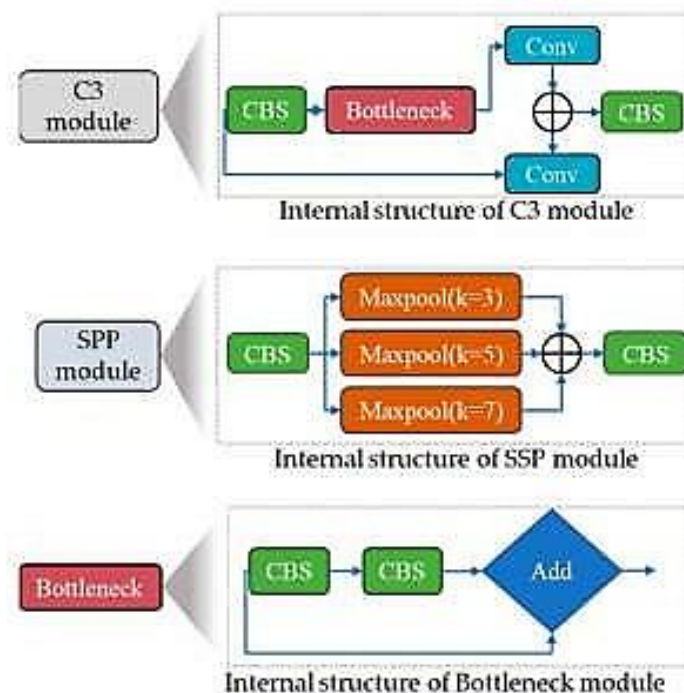 C3
module
CBS
Bottleneck
Conv
CBS
Conv
Internal structure of C3 module
SPP
module
CBS
Maxpool(k=3)
Maxpool(k=5)
Maxpool(k=7)
CBS
Internal structure of SSP module
Bottleneck
CBS
CBS
Add
Internal structure of Bottleneck module